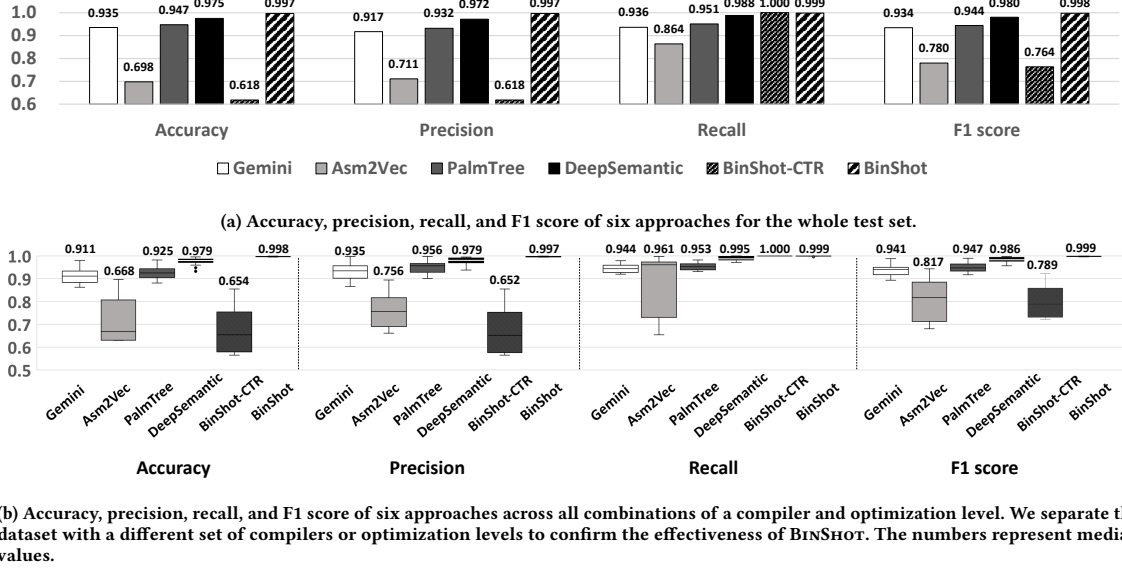 1.0
0.9
0.8
0.7
0.6
0.935
0.698
0.947
0.975
0.618
0.997
0.917
0.711
0.932
0.972
0.618
0.997
0.936
0.864
0.951
0.988
1.000
0.999
0.934
0.780
0.944
0.980
0.764
0.998
Accuracy Precision Recall F1 score
Gemini Asm2Vec PalmTree DeepSemantic BinShot-CTR BinShot
(a) Accuracy, precision, recall, and F1 score of six approaches for the whole test set.
1.0
0.9
0.8
0.7
0.6
0.5
0.911
0.668
0.925
0.979
0.654
0.998
0.935
0.756
0.956
0.979
0.652
0.997
0.944
0.961
0.953
0.995
1.000
0.999
0.941
0.817
0.947
0.986
0.789
0.999
Gemini
Asm2Vec
PalmTree
DeepSemantic
BinShot-CTR
BinShot
Gemini
Asm2Vec
PalmTree
DeepSemantic
BinShot-CTR
BinShot
Gemini
Asm2Vec
PalmTree
DeepSemantic
BinShot-CTR
BinShot
Gemini
Asm2Vec
PalmTree
DeepSemantic
BinShot-CTR
BinShot
Accuracy Precision Recall F1 score
(b) Accuracy, precision, recall, and F1 score of six approaches across all combinations of a compiler and optimization level. We separate
dataset with a different set of compilers or optimization levels to confirm the effectiveness of BINSHOT. The numbers represent
values.